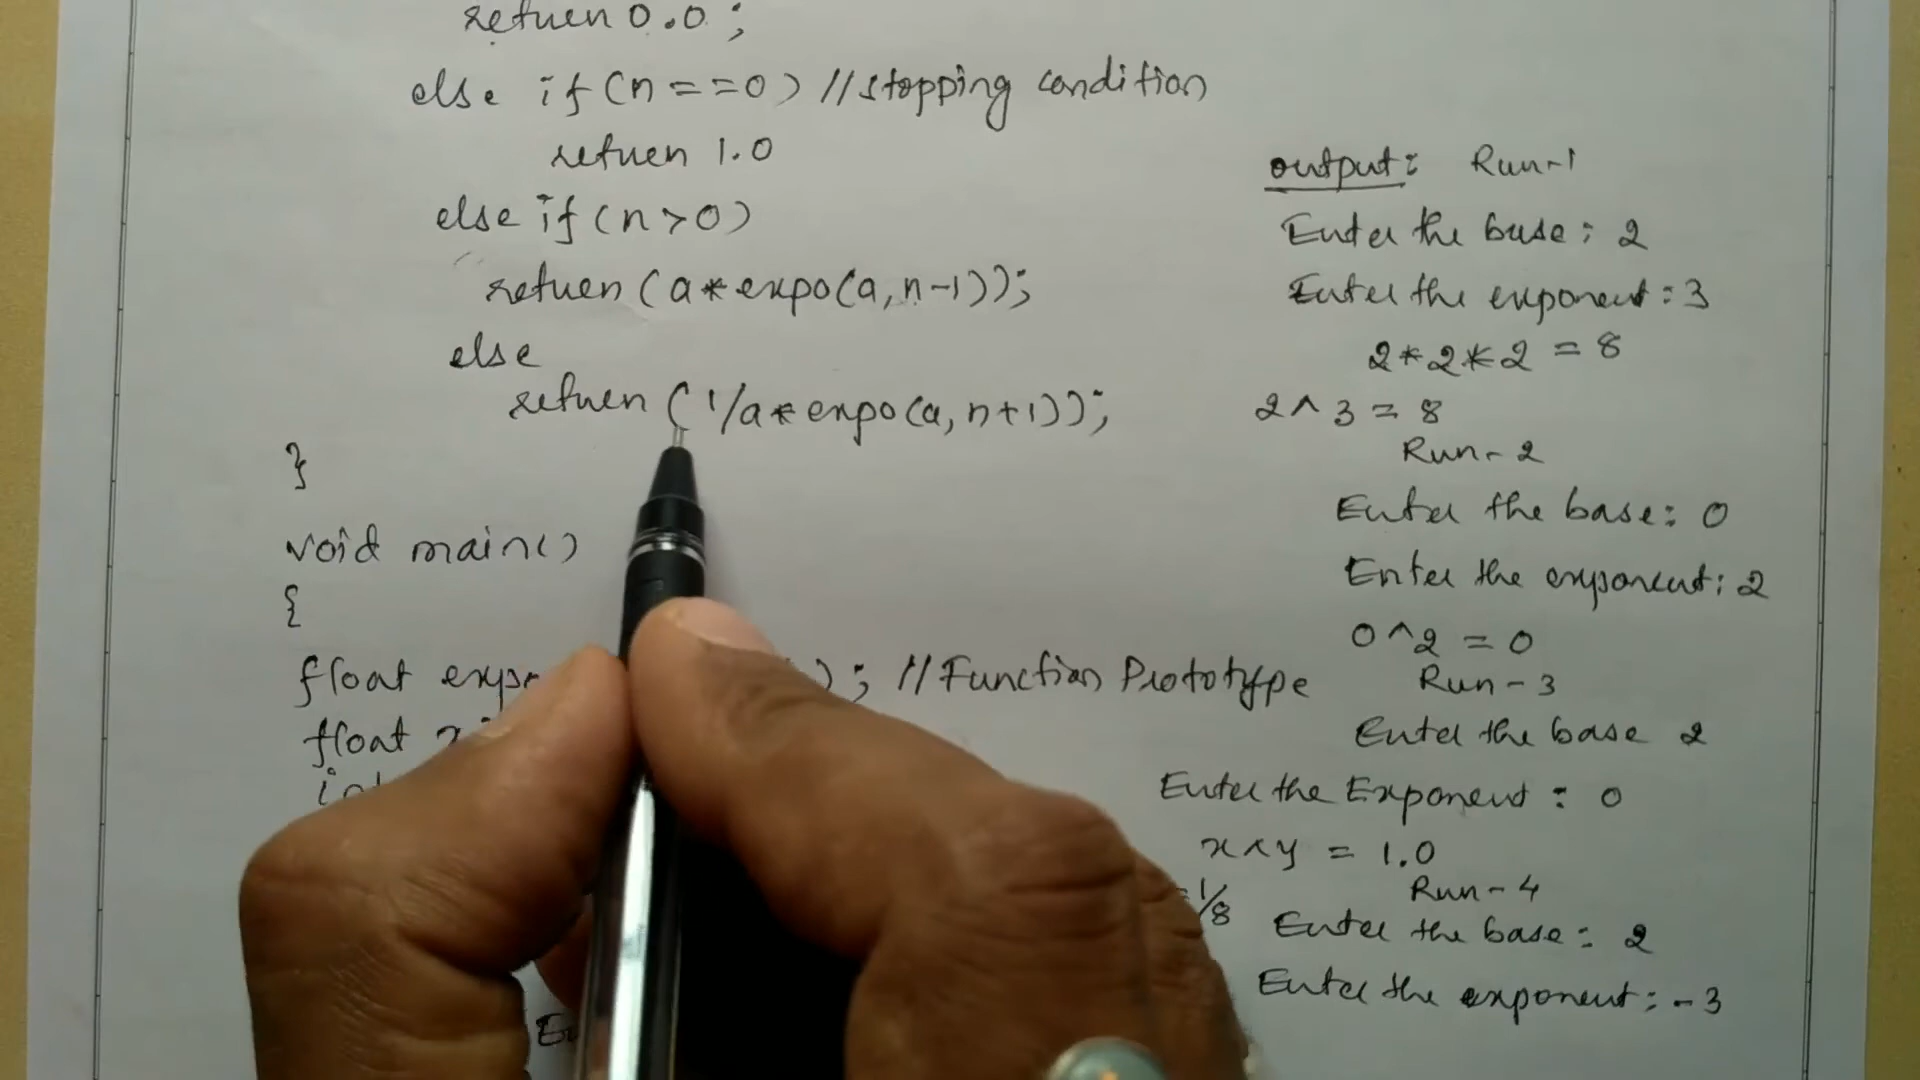 return 0.0;
else if (n==0) //stopping condition
return 1.0
else if (n>0)
return (a*expo(a,n-1));
else
return (1/a*expo(a,n+1));
}
void main()
{
float expo ); //Function Prototype
float
int
output: Run-1
Enter the base: 2
Enter the exponent: 3
2*2*2 = 8
2^3 = 8
Run-2
Enter the base: 0
Enter the exponent: 2
0^2 = 0
Run-3
Enter the base 2
Enter the Exponent: 0
x^y = 1.0
Run-4
=1/8 Enter the base: 2
Enter the exponent: -3